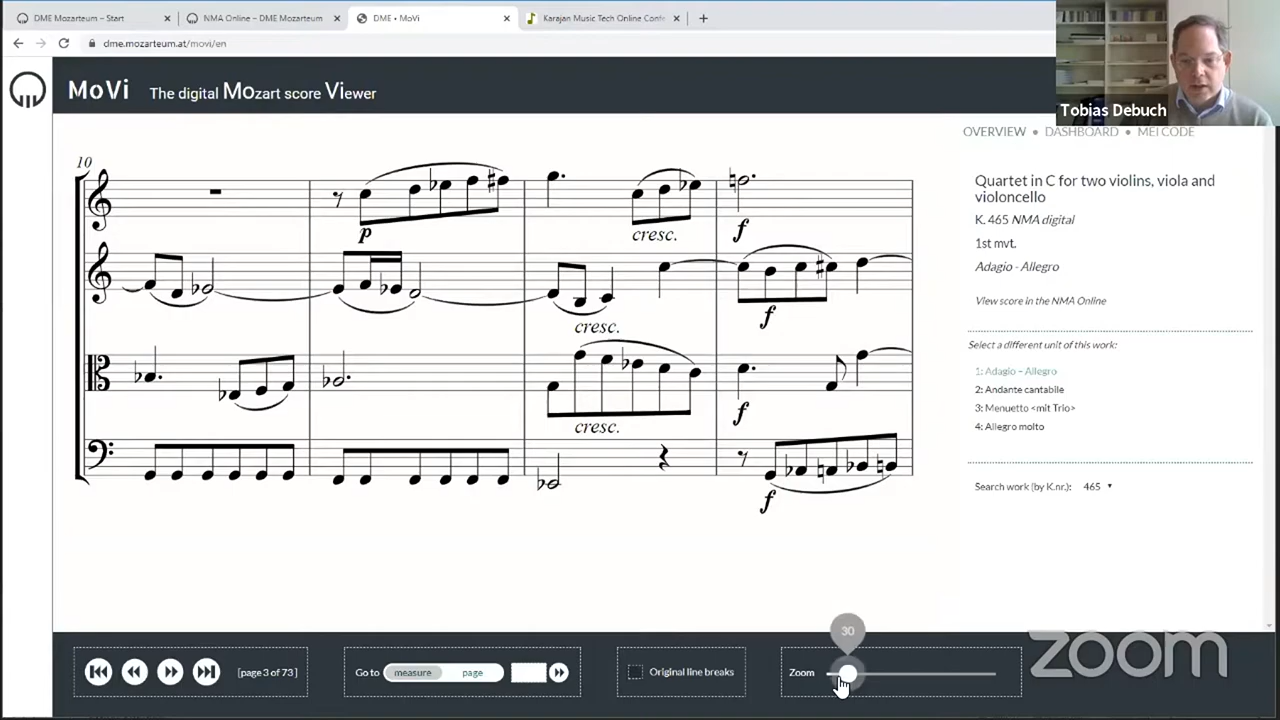 DME Mozarteum – Start
NMA Online – DME Mozarteum
DME • MoVi
Karajan Music Tech Online Conf
dme.mozarteum.at/movi/en
MoVi The digital Mozart score Viewer
Tobias Debuch
OVERVIEW • DASHBOARD • MEI CODE
10
p
cresc.
f
cresc.
f
cresc.
f
f
Quartet in C for two violins, viola and
violoncello
K. 465 NMA digital
1st mvt.
Adagio - Allegro
View score in the NMA Online
Select a different unit of this work:
1: Adagio – Allegro
2: Andante cantabile
3: Menuetto <mit Trio>
4: Allegro molto
Search work (by K.nr.): 465
30
[page 3 of 73]
Go to measure page
Original line breaks
Zoom
zoom